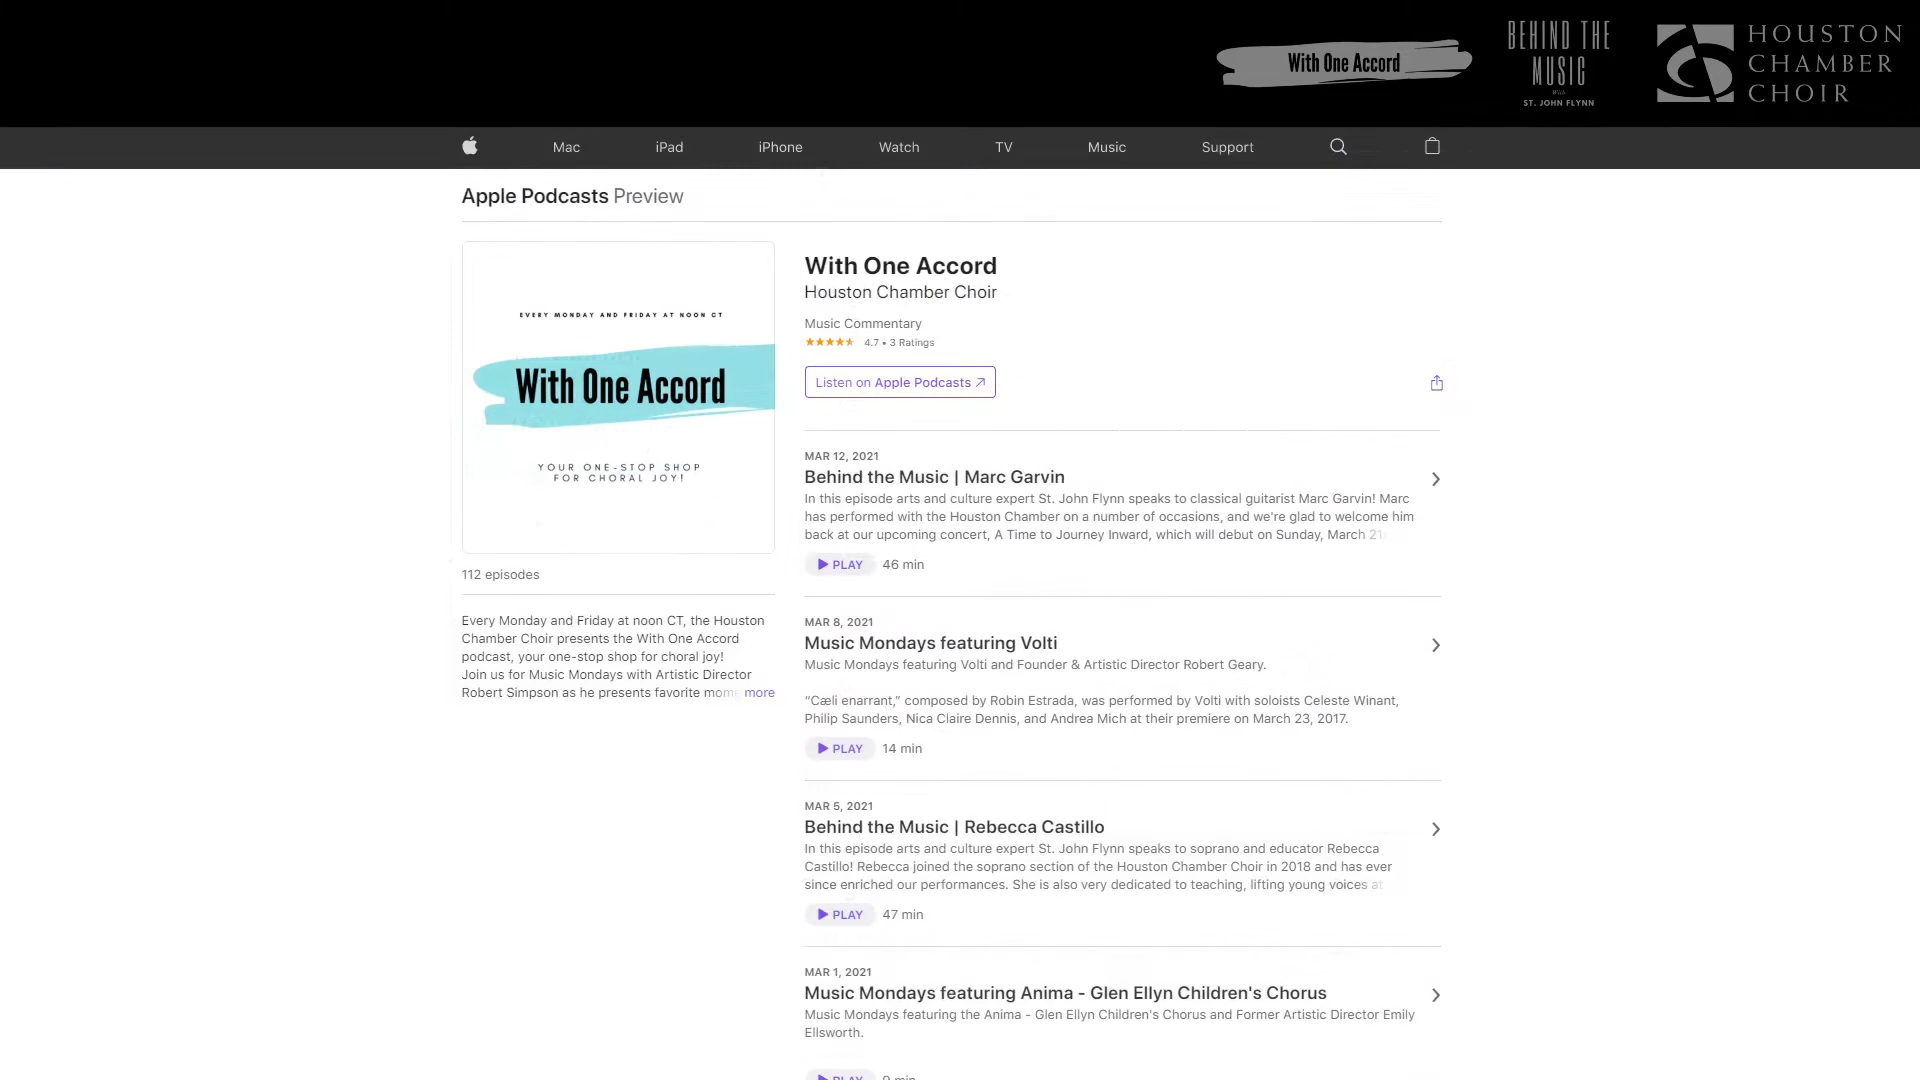 With One Accord
BEHIND THE
MUSIC
With
ST. JOHN FLYNN
HOUSTON
CHAMBER
CHOIR
Mac iPad iPhone Watch TV Music Support
Apple Podcasts Preview
EVERY MONDAY AND FRIDAY AT NOON CT
With One Accord
YOUR ONE-STOP SHOP
FOR CHORAL JOY!
112 episodes
Every Monday and Friday at noon CT, the Houston
Chamber Choir presents the With One Accord
podcast, your one-stop shop for choral joy!
Join us for Music Mondays with Artistic Director
Robert Simpson as he presents favorite mome more
With One Accord
Houston Chamber Choir
Music Commentary
★★★★★ 4.7 • 3 Ratings
Listen on Apple Podcasts ↗
MAR 12, 2021
Behind the Music | Marc Garvin
In this episode arts and culture expert St. John Flynn speaks to classical guitarist Marc Garvin! Marc
has performed with the Houston Chamber on a number of occasions, and we're glad to welcome him
back at our upcoming concert, A Time to Journey Inward, which will debut on Sunday, March 21
PLAY 46 min
MAR 8, 2021
Music Mondays featuring Volti
Music Mondays featuring Volti and Founder & Artistic Director Robert Geary.
“Cæli enarrant,” composed by Robin Estrada, was performed by Volti with soloists Celeste Winant,
Philip Saunders, Nica Claire Dennis, and Andrea Mich at their premiere on March 23, 2017.
PLAY 14 min
MAR 5, 2021
Behind the Music | Rebecca Castillo
In this episode arts and culture expert St. John Flynn speaks to soprano and educator Rebecca
Castillo! Rebecca joined the soprano section of the Houston Chamber Choir in 2018 and has ever
since enriched our performances. She is also very dedicated to teaching, lifting young voices at
PLAY 47 min
MAR 1, 2021
Music Mondays featuring Anima - Glen Ellyn Children's Chorus
Music Mondays featuring the Anima - Glen Ellyn Children's Chorus and Former Artistic Director Emily
Ellsworth.
PLAY 9 min